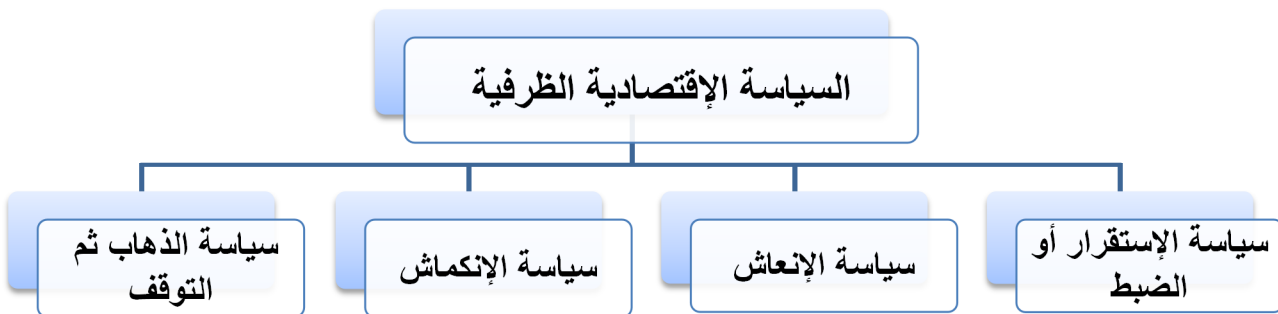 السياسة الإقتصادية الظرفية
سياسة الإستقرار أو
الضبط
سياسة الإنعاش
سياسة الإنكماش
سياسة الذهاب ثم
التوقف